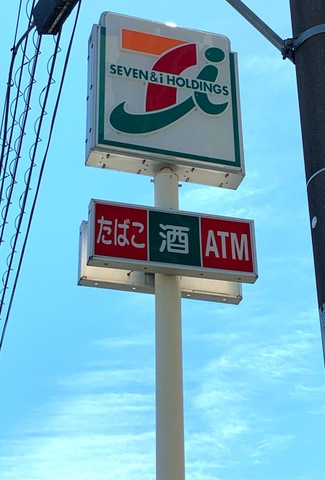 SEVEN&i HOLDINGS
たばこ 酒 ATM